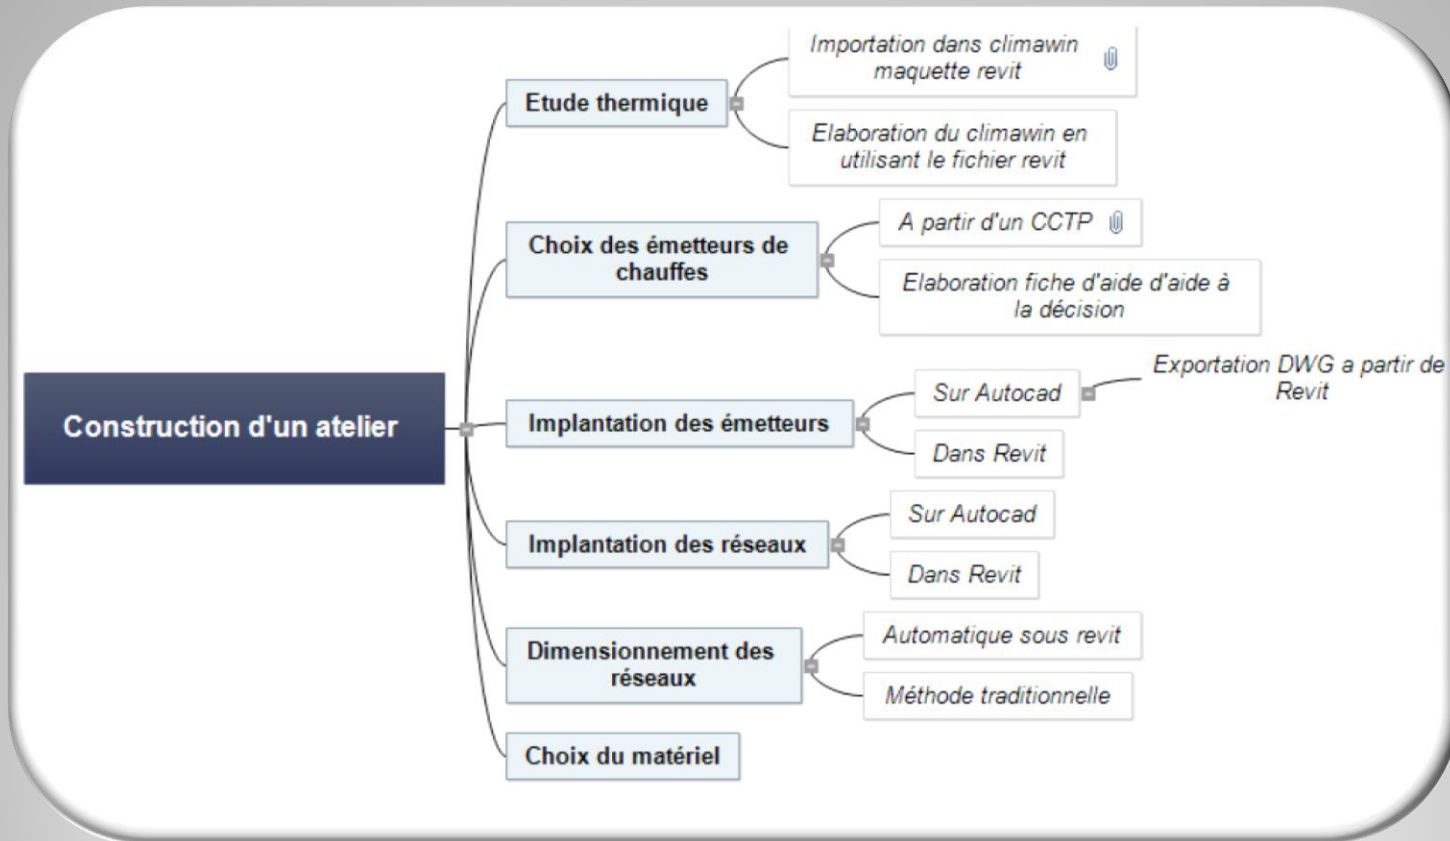 Construction d'un atelier
Etude thermique
Importation dans climawin
maquette revit
Elaboration du climawin en
utilisant le fichier revit
Choix des émetteurs de
chauffes
A partir d'un CCTP
Elaboration fiche d'aide d'aide à
la décision
Implantation des émetteurs
Sur Autocad
Exportation DWG a partir de
Revit
Dans Revit
Implantation des réseaux
Sur Autocad
Dans Revit
Dimensionnement des
réseaux
Automatique sous revit
Méthode traditionnelle
Choix du matériel